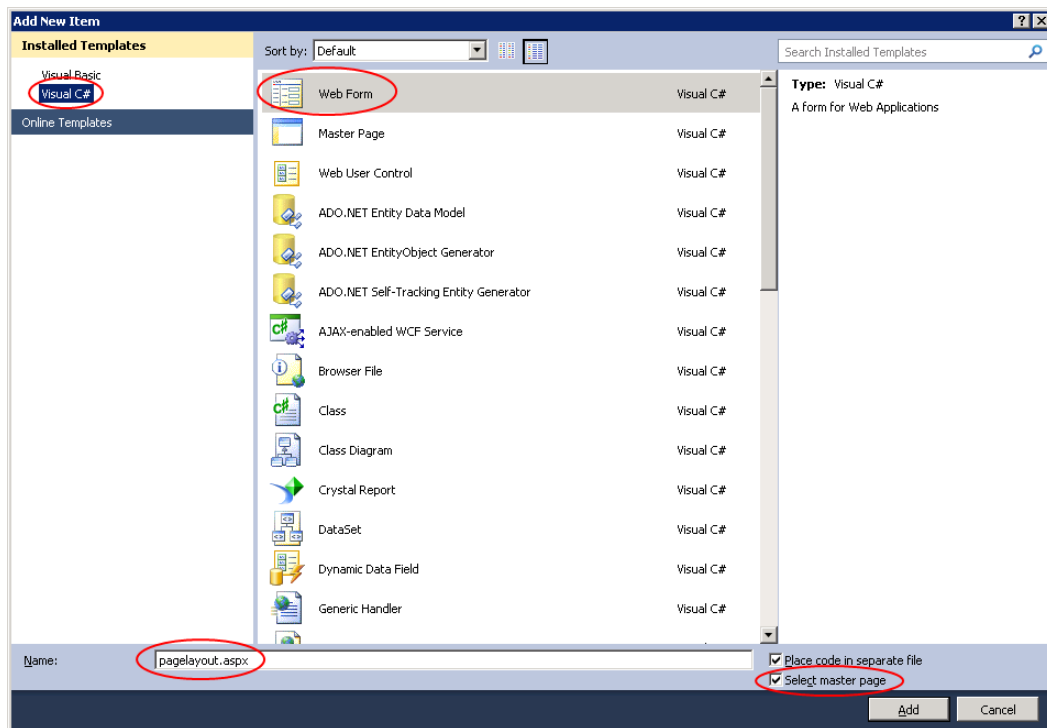 Add New Item
Installed Templates
Visual Basic
Visual C#
Online Templates
Sort by: Default
Search Installed Templates
Web Form Visual C#
Master Page Visual C#
Web User Control Visual C#
ADO.NET Entity Data Model Visual C#
ADO.NET EntityObject Generator Visual C#
ADO.NET Self-Tracking Entity Generator Visual C#
AJAX-enabled WCF Service Visual C#
Browser File Visual C#
Class Visual C#
Class Diagram Visual C#
Crystal Report Visual C#
DataSet Visual C#
Dynamic Data Field Visual C#
Generic Handler Visual C#
Type: Visual C#
A form for Web Applications
Name: pagelayout.aspx
Place code in separate file
Select master page
Add Cancel